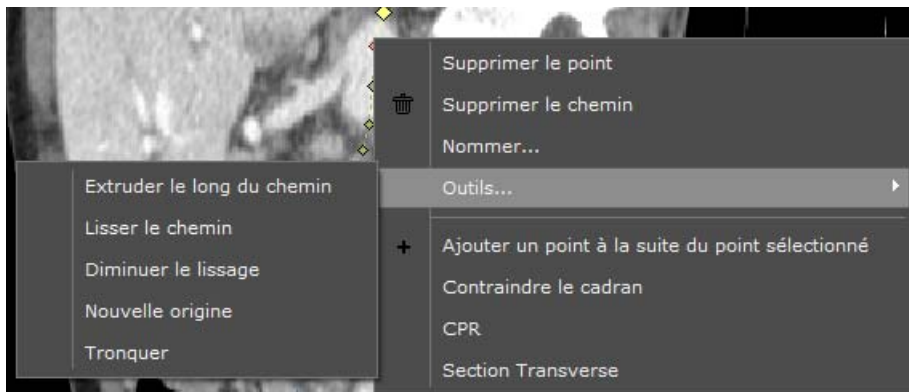 Supprimer le point
Supprimer le chemin
Nommer...
Outils...
Extruder le long du chemin
Lisser le chemin
Diminuer le lissage
Nouvelle origine
Tronquer
Ajouter un point à la suite du point sélectionné
Contraindre le cadran
CPR
Section Transverse